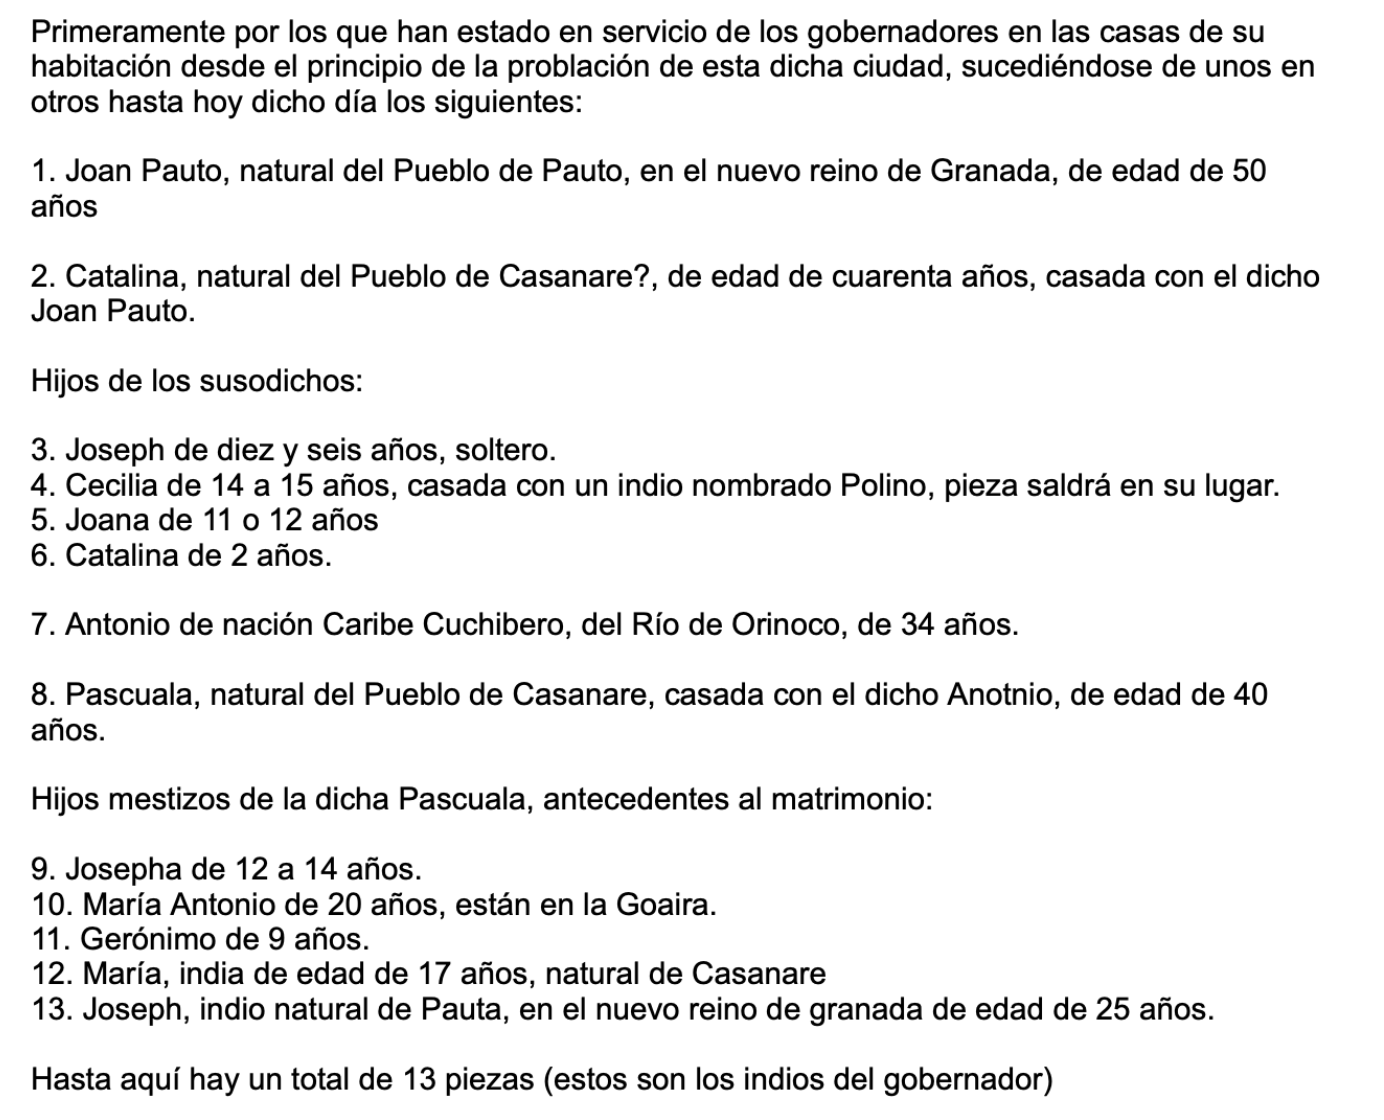 Primeramente por los que han estado en servicio de los gobernadores en las casas de su
habitación desde el principio de la problación de esta dicha ciudad, sucediéndose de unos en
otros hasta hoy dicho día los siguientes:
1. Joan Pauto, natural del Pueblo de Pauto, en el nuevo reino de Granada, de edad de 50
años
2. Catalina, natural del Pueblo de Casanare?, de edad de cuarenta años, casada con el dicho
Joan Pauto.
Hijos de los susodichos:
3. Joseph de diez y seis años, soltero.
4. Cecilia de 14 a 15 años, casada con un indio nombrado Polino, pieza saldrá en su lugar.
5. Joana de 11 o 12 años
6. Catalina de 2 años.
7. Antonio de nación Caribe Cuchibero, del Río de Orinoco, de 34 años.
8. Pascuala, natural del Pueblo de Casanare, casada con el dicho Anotnio, de edad de 40
años.
Hijos mestizos de la dicha Pascuala, antecedentes al matrimonio:
9. Josepha de 12 a 14 años.
10. María Antonio de 20 años, están en la Goaira.
11. Gerónimo de 9 años.
12. María, india de edad de 17 años, natural de Casanare
13. Joseph, indio natural de Pauta, en el nuevo reino de granada de edad de 25 años.
Hasta aquí hay un total de 13 piezas (estos son los indios del gobernador)